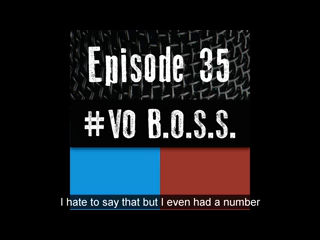 Episode 35
#VO B.O.S.S.
I hate to say that but I even had a number